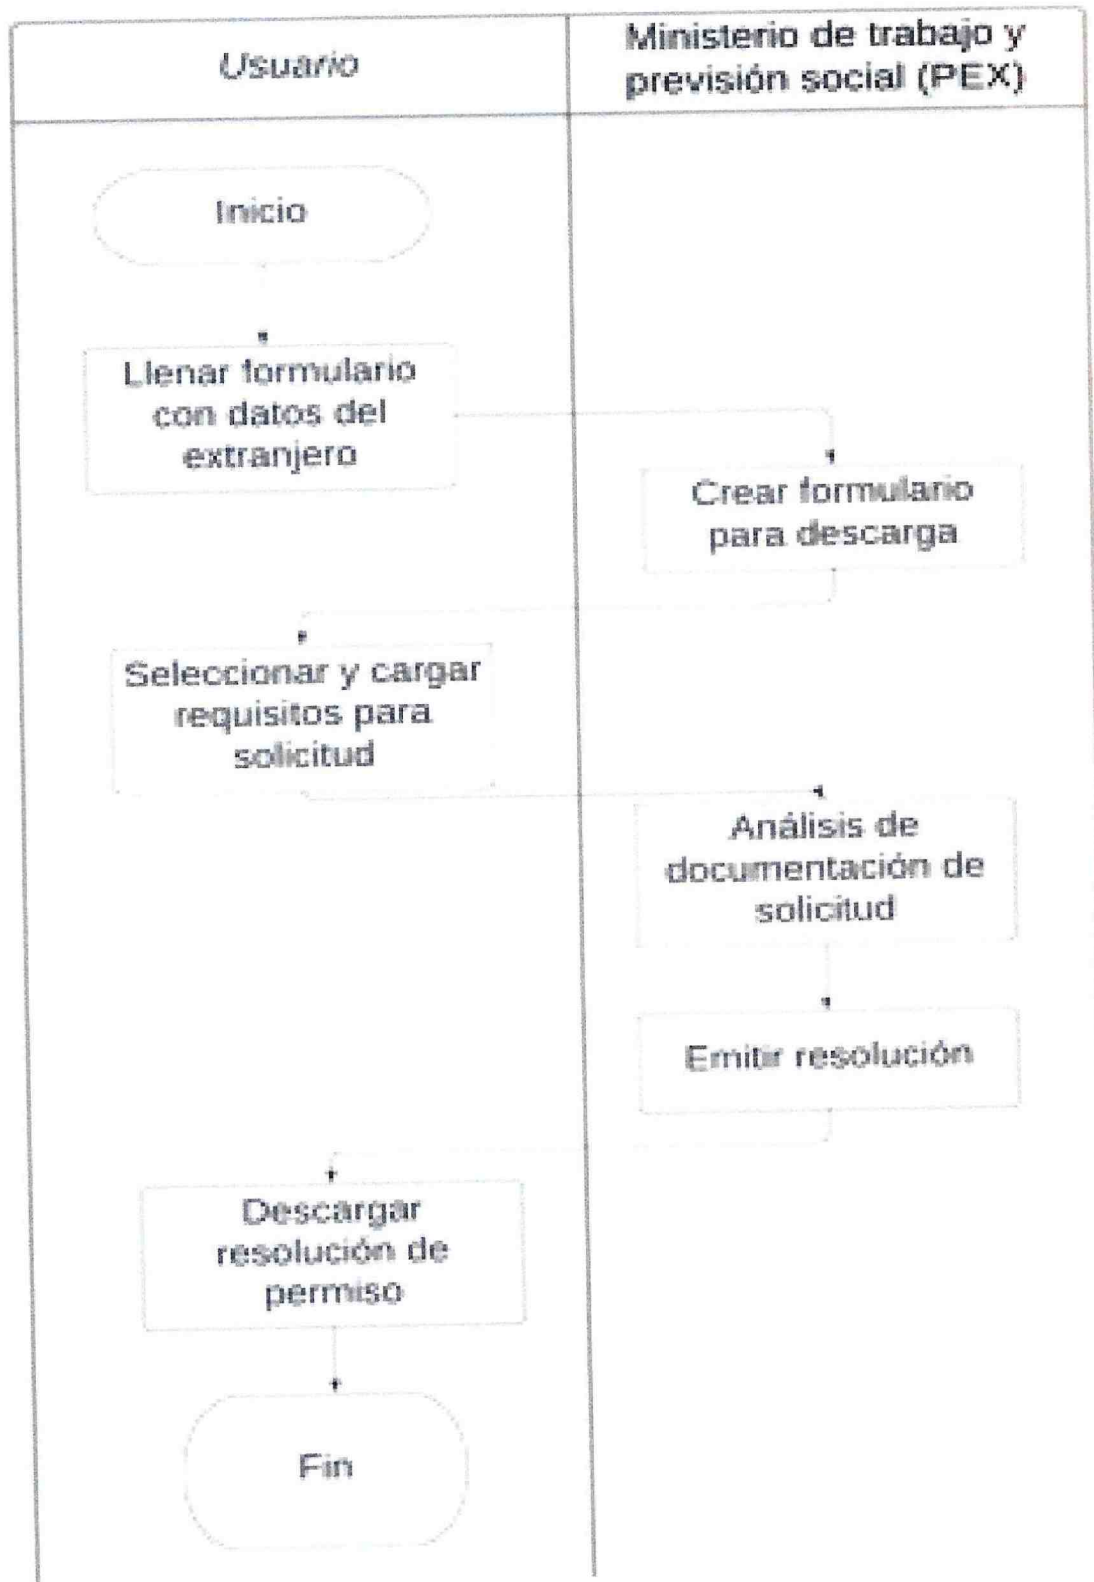 Usuario
Ministerio de trabajo y
previsión social (PEX)
Inicio
Llenar formulario
con datos del
extranjero
Crear formulario
para descarga
Seleccionar y cargar
requisitos para
solicitud
Análisis de
documentación de
solicitud
Emitir resolución
Descargar
resolución de
permiso
Fin